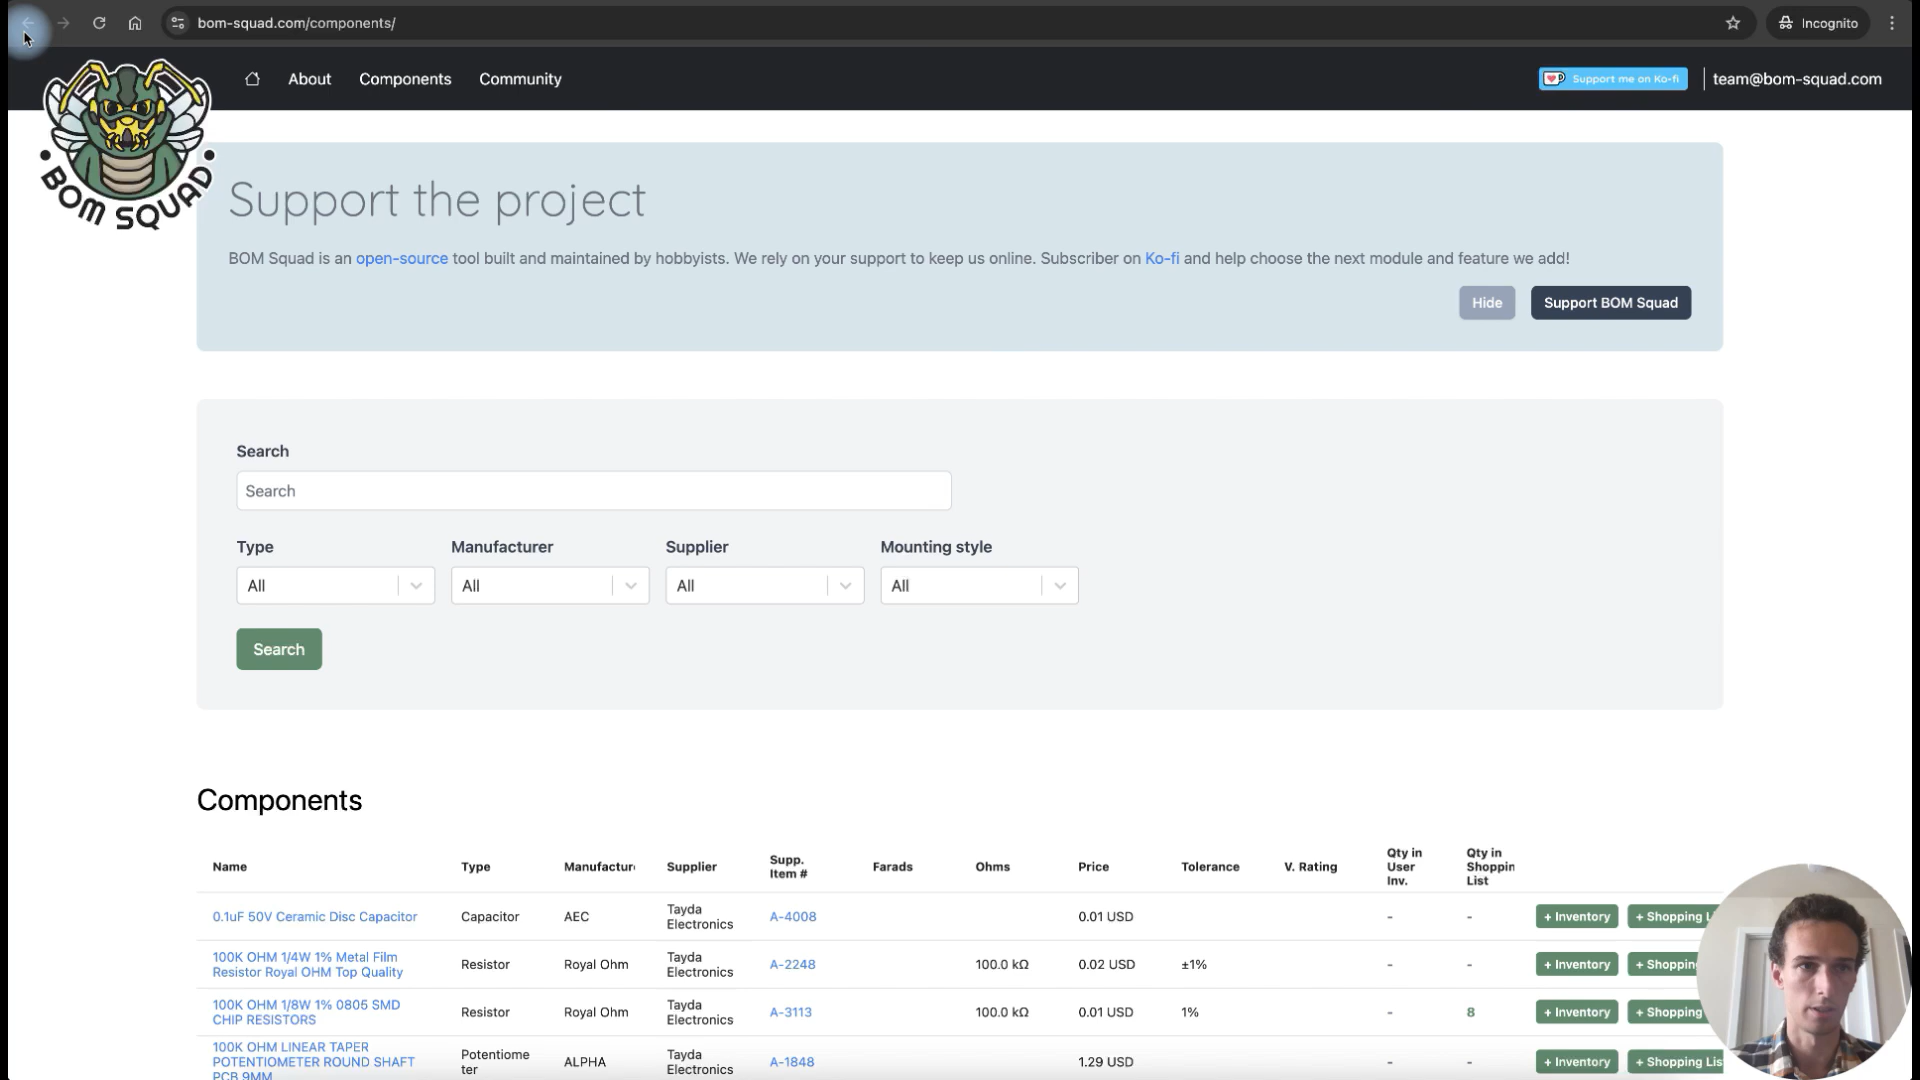 bom-squad.com/components/
Incognito
About Components Community
Support me on Ko-fi
team@bom-squad.com
BOM SQUAD
Support the project
BOM Squad is an open-source tool built and maintained by hobbyists. We rely on your support to keep us online. Subscriber on Ko-fi and help choose the next module and feature we add!
Hide
Support BOM Squad
Search
Search
Type Manufacturer Supplier Mounting style
All All All All
Search
Components
Name Type Manufactur Supplier Supp. Item # Farads Ohms Price Tolerance V. Rating Qty in User Inv. Qty in Shoppin List
0.1uF 50V Ceramic Disc Capacitor Capacitor AEC Tayda Electronics A-4008 0.01 USD - - + Inventory + Shopping L
100K OHM 1/4W 1% Metal Film Resistor Royal OHM Top Quality Resistor Royal Ohm Tayda Electronics A-2248 100.0 kΩ 0.02 USD ±1% - - + Inventory + Shopping
100K OHM 1/8W 1% 0805 SMD CHIP RESISTORS Resistor Royal Ohm Tayda Electronics A-3113 100.0 kΩ 0.01 USD 1% - 8 + Inventory + Shopping
100K OHM LINEAR TAPER POTENTIOMETER ROUND SHAFT PCB 9MM Potentiome ter ALPHA Tayda Electronics A-1848 1.29 USD - - + Inventory + Shopping Lis